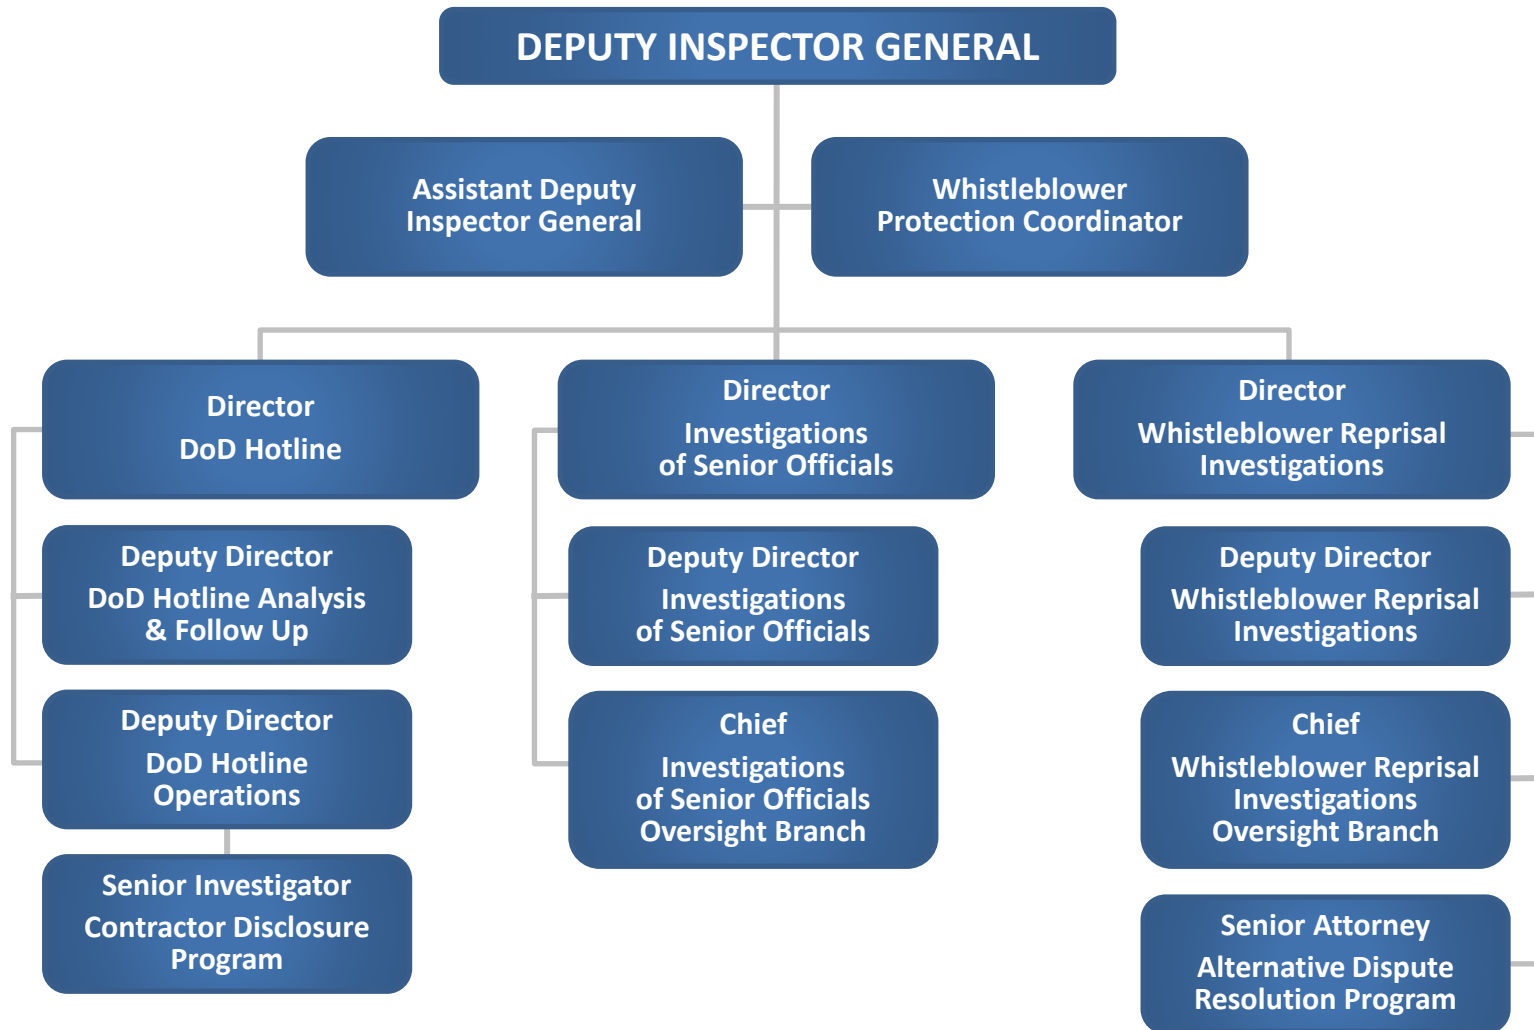 DEPUTY INSPECTOR GENERAL
Assistant Deputy
Inspector General
Whistleblower
Protection Coordinator
Director
DoD Hotline
Director
Investigations
of Senior Officials
Director
Whistleblower Reprisal
Investigations
Deputy Director
DoD Hotline Analysis
& Follow Up
Deputy Director
Investigations
of Senior Officials
Deputy Director
Whistleblower Reprisal
Investigations
Deputy Director
DoD Hotline
Operations
Chief
Investigations
of Senior Officials
Oversight Branch
Chief
Whistleblower Reprisal
Investigations
Oversight Branch
Senior Investigator
Contractor Disclosure
Program
Senior Attorney
Alternative Dispute
Resolution Program